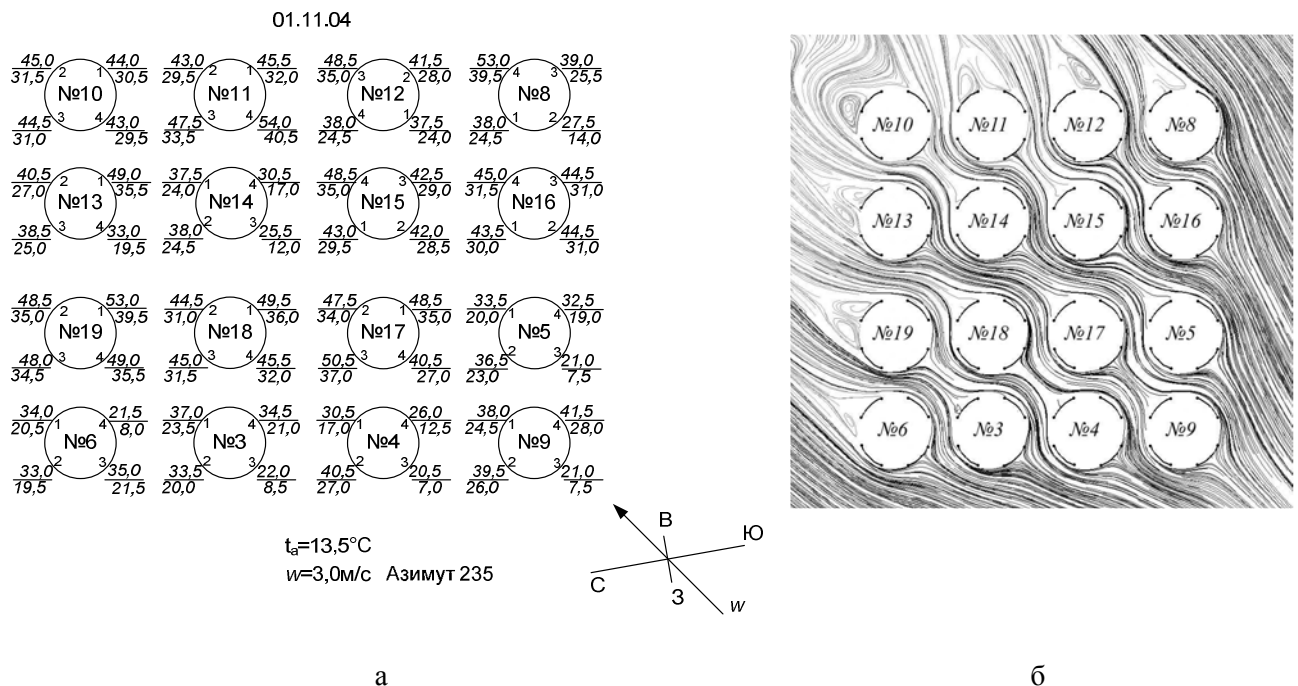 01.11.04
45,0 44,0 43,0 45,5 48,5 41,5 53,0 39,0
31,5 2 1 30,5 29,5 2 1 32,0 35,0 3 2 28,0 39,5 4 3 25,5
№10 №11 №12 №8
44,5 3 4 43,0 47,5 3 4 54,0 38,0 4 1 37,5 38,0 1 2 27,5
31,0 29,5 33,5 40,5 24,5 24,0 24,5 14,0
40,5 49,0 37,5 30,5 48,5 42,5 45,0 44,5
27,0 2 1 35,5 24,0 1 4 17,0 35,0 4 3 29,0 31,5 4 3 31,0
№13 №14 №15 №16
38,5 3 4 33,0 38,0 2 3 25,5 43,0 1 2 42,0 43,5 1 2 44,5
25,0 19,5 24,5 12,0 29,5 28,5 30,0 31,0
48,5 53,0 44,5 49,5 47,5 48,5 33,5 32,5
35,0 2 1 39,5 31,0 2 1 36,0 34,0 2 1 35,0 20,0 1 4 19,0
№19 №18 №17 №5
48,0 3 4 49,0 45,0 3 4 45,5 50,5 3 4 40,5 36,5 2 3 21,0
34,5 35,5 31,5 32,0 37,0 27,0 23,0 7,5
34,0 21,5 37,0 34,5 30,5 26,0 38,0 41,5
20,5 1 4 8,0 23,5 1 4 21,0 17,0 1 4 12,5 24,5 1 4 28,0
№6 №3 №4 №9
33,0 2 3 35,0 33,5 2 3 22,0 40,5 2 3 20,5 39,5 2 3 21,0
19,5 21,5 20,0 8,5 27,0 7,0 26,0 7,5
tа=13,5°C
w=3,0м/с Азимут 235
В
Ю
С
З
w
а
№10 №11 №12 №8
№13 №14 №15 №16
№19 №18 №17 №5
№6 №3 №4 №9
б